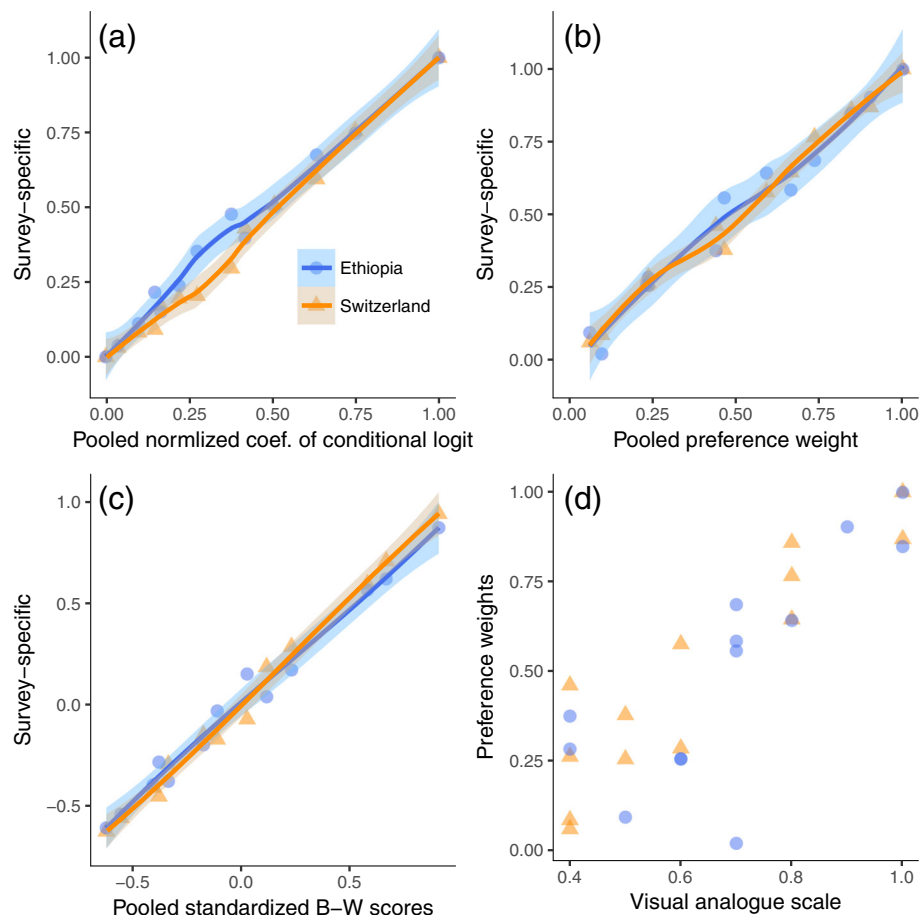 (a)
1.00
0.75
0.50
0.25
0.00
Survey-specific
Ethiopia
Switzerland
0.00 0.25 0.50 0.75 1.00
Pooled normlized coef. of conditional logit
(b)
1.00
0.75
0.50
0.25
0.00
Survey-specific
0.00 0.25 0.50 0.75 1.00
Pooled preference weight
(c)
1.0
0.5
0.0
−0.5
Survey-specific
−0.5 0.0 0.5
Pooled standardized B−W scores
(d)
1.00
0.75
0.50
0.25
0.00
Preference weights
0.4 0.6 0.8 1.0
Visual analogue scale